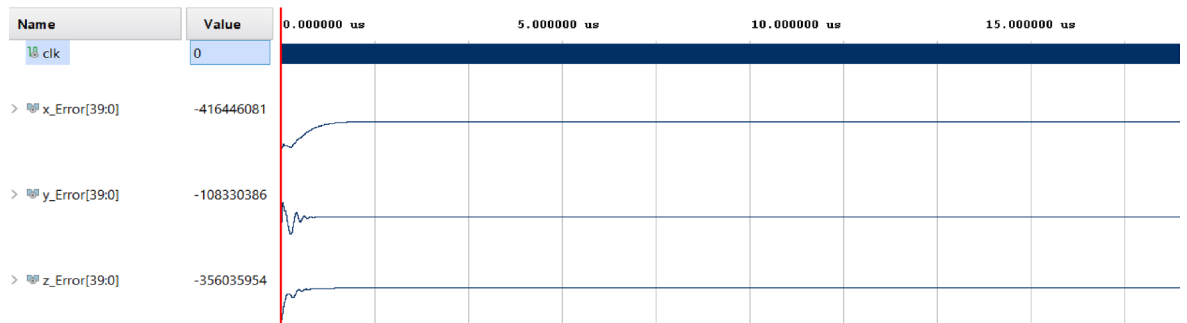 Name Value 0.000000 us 5.000000 us 10.000000 us 15.000000 us
clk 0
x_Error[39:0] -416446081
y_Error[39:0] -108330386
z_Error[39:0] -356035954